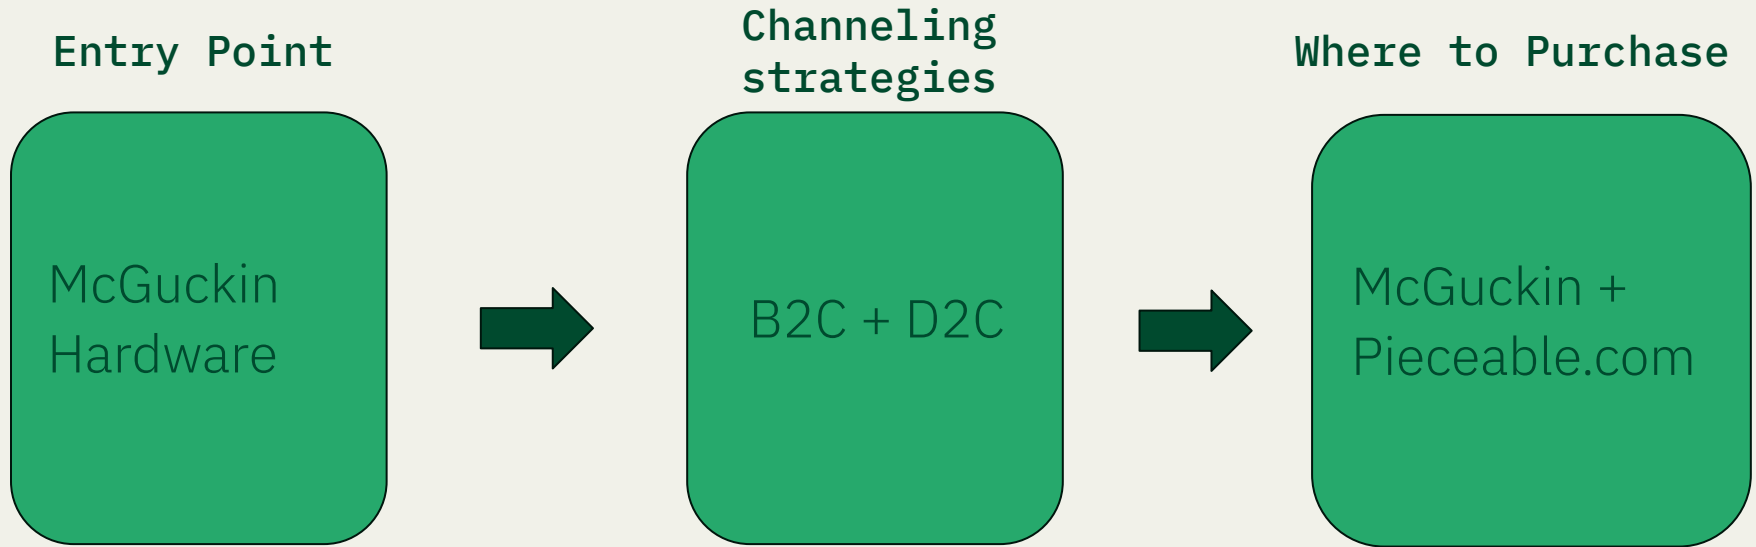 Entry Point
McGuckin
Hardware
Channeling
strategies
B2C + D2C
Where to Purchase
McGuckin +
Pieceable.com